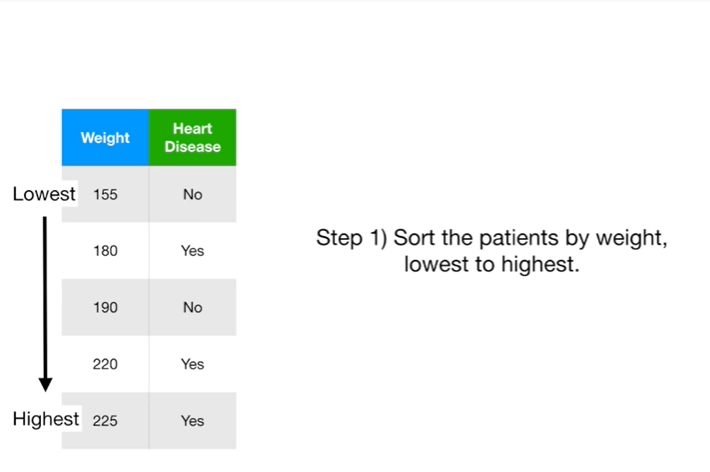 Weight Heart Disease
Lowest 155 No
180 Yes
190 No
220 Yes
Highest 225 Yes
Step 1) Sort the patients by weight,
lowest to highest.